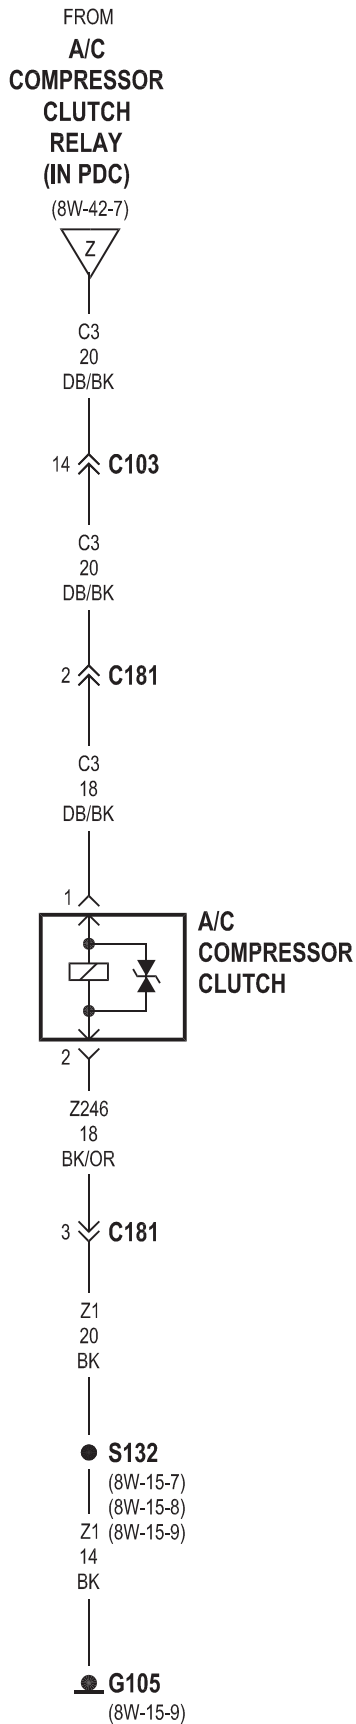 FROM
A/C
COMPRESSOR
CLUTCH
RELAY
(IN PDC)
(8W-42-7)
Z
C3
20
DB/BK
14 C103
C3
20
DB/BK
2 C181
C3
18
DB/BK
1
A/C
COMPRESSOR
CLUTCH
2
Z246
18
BK/OR
3 C181
Z1
20
BK
S132
(8W-15-7)
(8W-15-8)
Z1 (8W-15-9)
14
BK
G105
(8W-15-9)